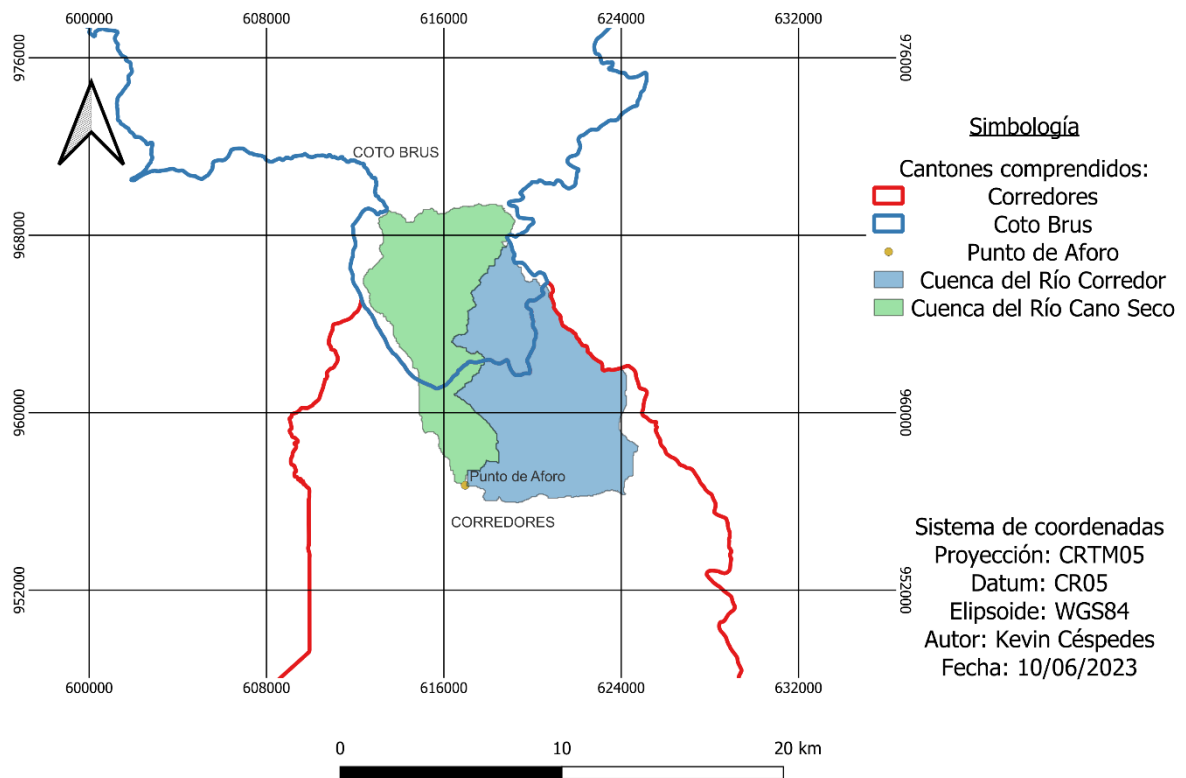 600000
608000
616000
624000
632000
976000
976000
COTO BRUS
968000
968000
960000
960000
Punto de Aforo
CORREDORES
952000
952000
600000
608000
616000
624000
632000
Simbología
Cantones comprendidos:
Corredores
Coto Brus
Punto de Aforo
Cuenca del Río Corredor
Cuenca del Río Cano Seco
Sistema de coordenadas
Proyección: CRTM05
Datum: CR05
Elipsoide: WGS84
Autor: Kevin Céspedes
Fecha: 10/06/2023
0 10 20 km